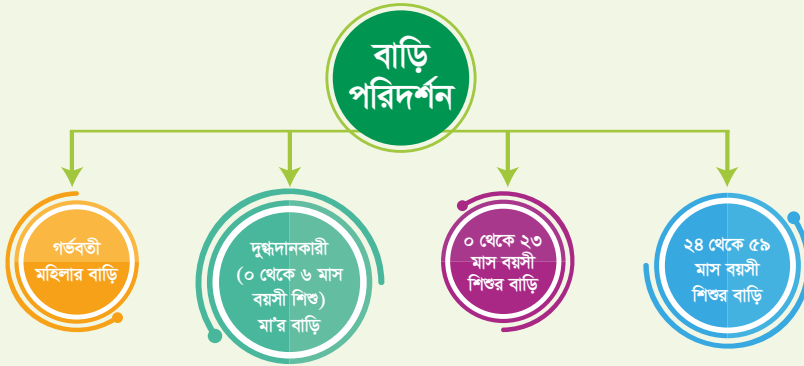 বাড়ি
পরিদর্শন
গর্ভবতী
মহিলার বাড়ি
দুগ্ধদানকারী
(০ থেকে ৬ মাস
বয়সী শিশু)
মা'র বাড়ি
০ থেকে ২৩
মাস বয়সী
শিশুর বাড়ি
২৪ থেকে ৫৯
মাস বয়সী
শিশুর বাড়ি